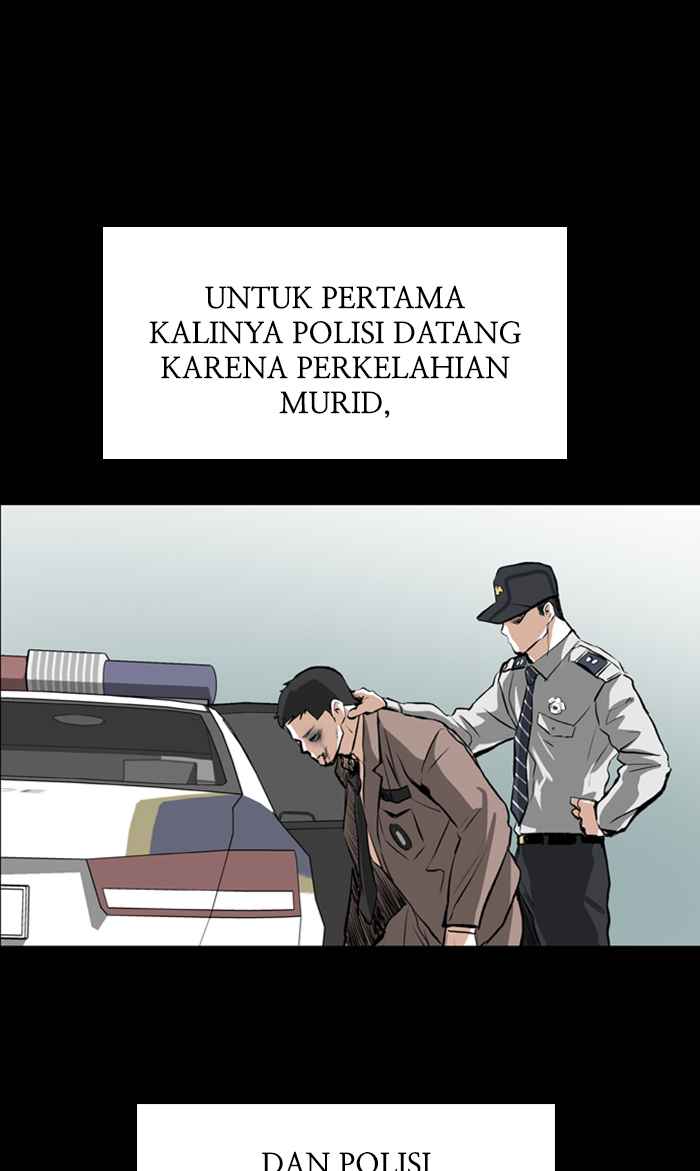 UNTUK PERTAMA
KALINYA POLISI DATANG
KARENA PERKELAHIAN
MURID,
DAN POLISI